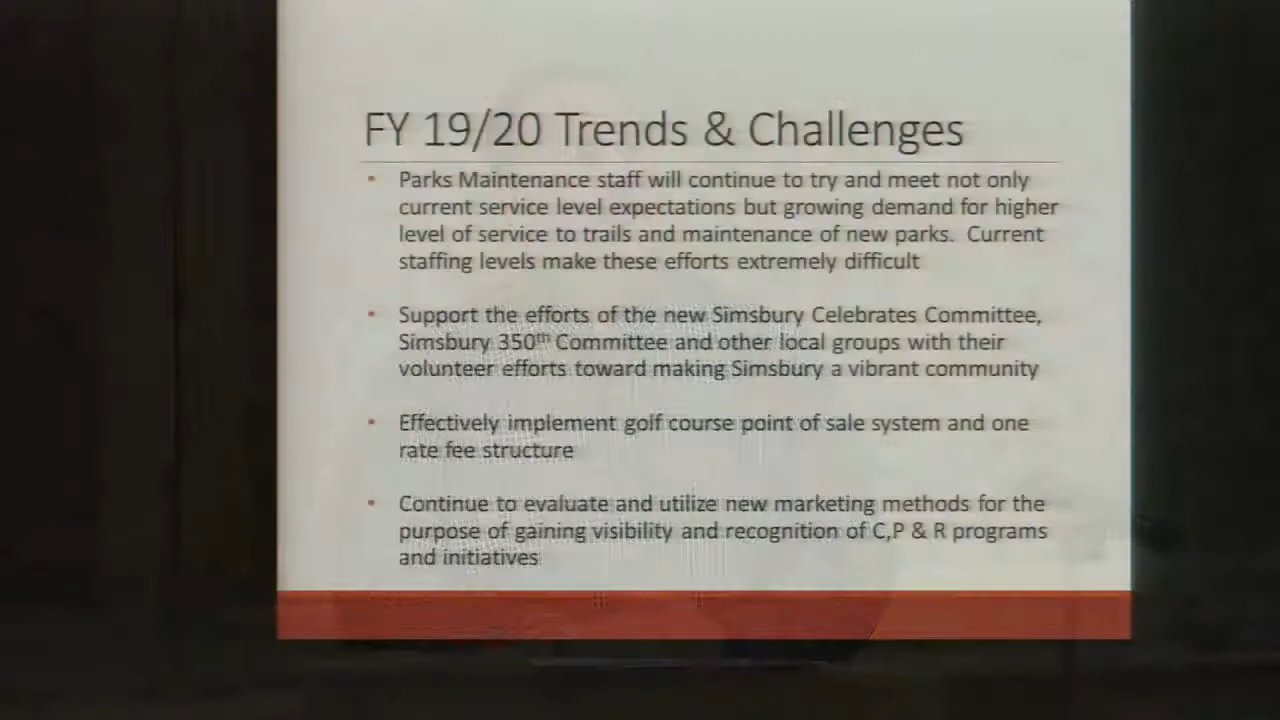 FY 19/20 Trends & Challenges
• Parks Maintenance staff will continue to try and meet not only
current service level expectations but growing demand for higher
level of service to trails and maintenance of new parks.  Current
staffing levels make these efforts extremely difficult
• Support the efforts of the new Simsbury Celebrates Committee,
Simsbury 350th Committee and other local groups with their
volunteer efforts toward making Simsbury a vibrant community
• Effectively implement golf course point of sale system and one
rate fee structure
• Continue to evaluate and utilize new marketing methods for the
purpose of gaining visibility and recognition of C,P & R programs
and initiatives